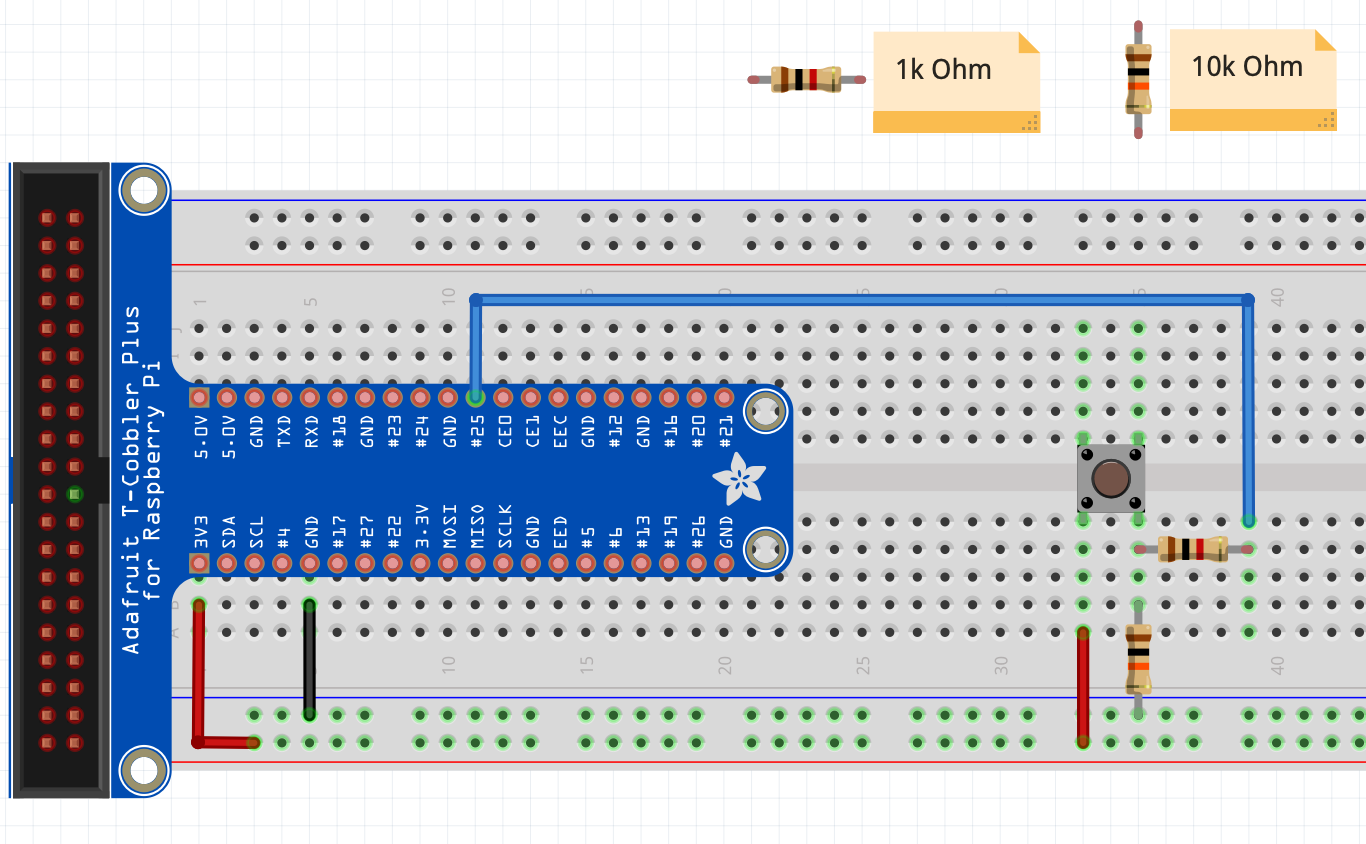 1k Ohm
10k Ohm
Adafruit T-Cobbler Plus
for Raspberry Pi
1 5 10 40
J
5.0V 5.0V GND TXD RXD #18 GND #23 #24 GND #25 CE0 CE1 EEC GND #12 GND #16 #20 #21
3V3 SDA SCL #4 GND #17 #27 #22 3.3V MOSI MISO SCLK GND EED #5 #6 #13 #19 #26 GND
B
A
10 15 20 25 30 40